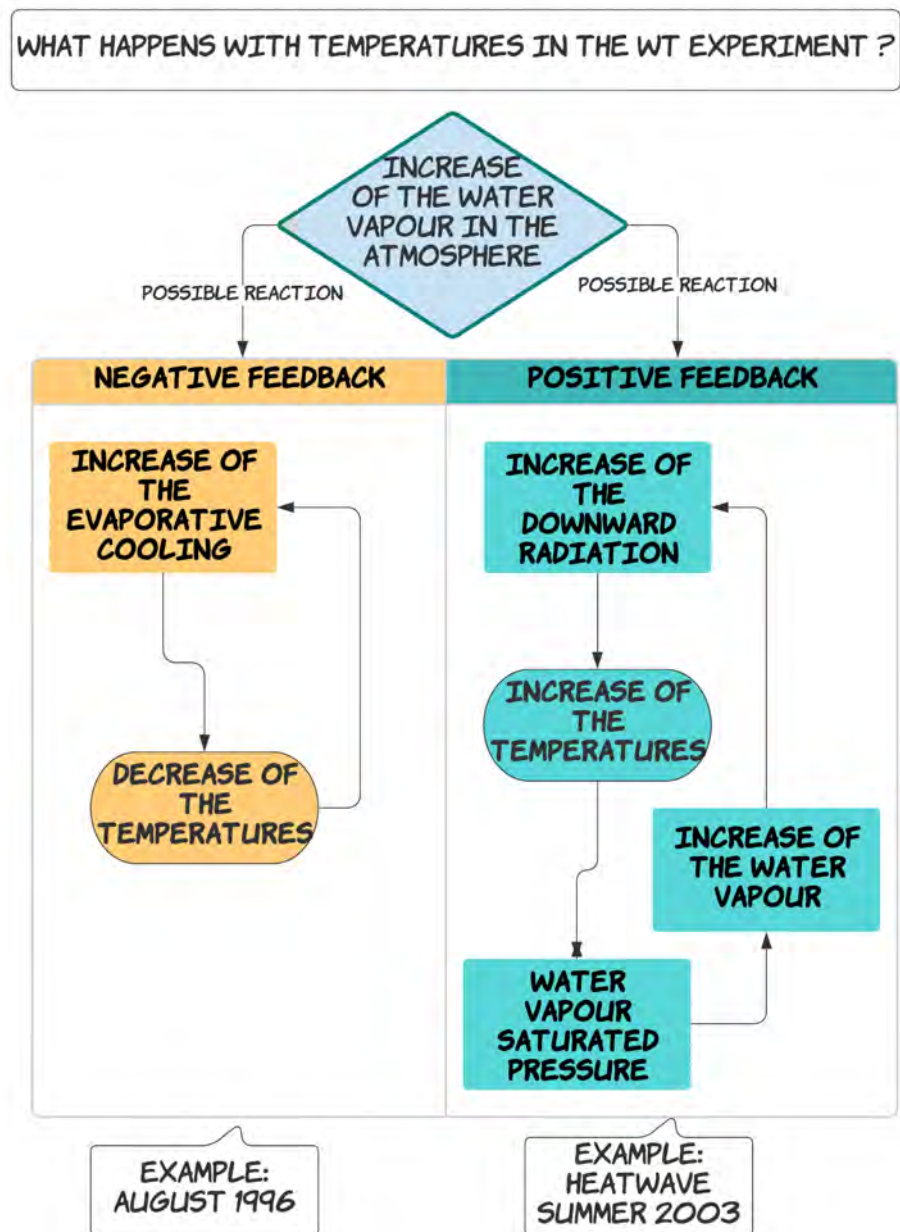 WHAT HAPPENS WITH TEMPERATURES IN THE WT EXPERIMENT ?
INCREASE
OF THE WATER
VAPOUR IN THE
ATMOSPHERE
POSSIBLE REACTION
POSSIBLE REACTION
NEGATIVE FEEDBACK
INCREASE OF
THE
EVAPORATIVE
COOLING
DECREASE OF
THE
TEMPERATURES
POSITIVE FEEDBACK
INCREASE OF
THE
DOWNWARD
RADIATION
INCREASE OF
THE
TEMPERATURES
INCREASE OF
THE WATER
VAPOUR
WATER
VAPOUR
SATURATED
PRESSURE
EXAMPLE:
AUGUST 1996
EXAMPLE:
HEATWAVE
SUMMER 2003